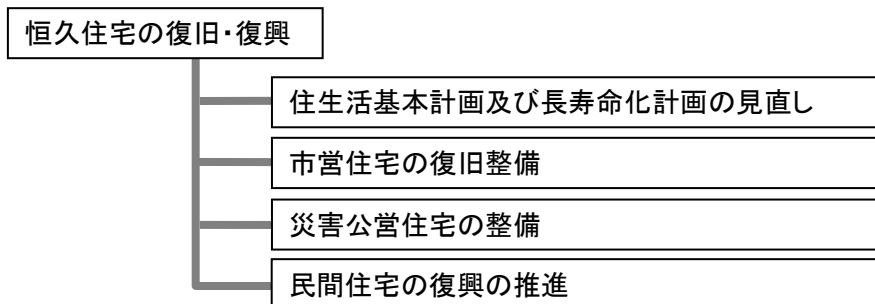 恒久住宅の復旧・復興
住生活基本計画及び長寿命化計画の見直し
市営住宅の復旧整備
災害公営住宅の整備
民間住宅の復興の推進